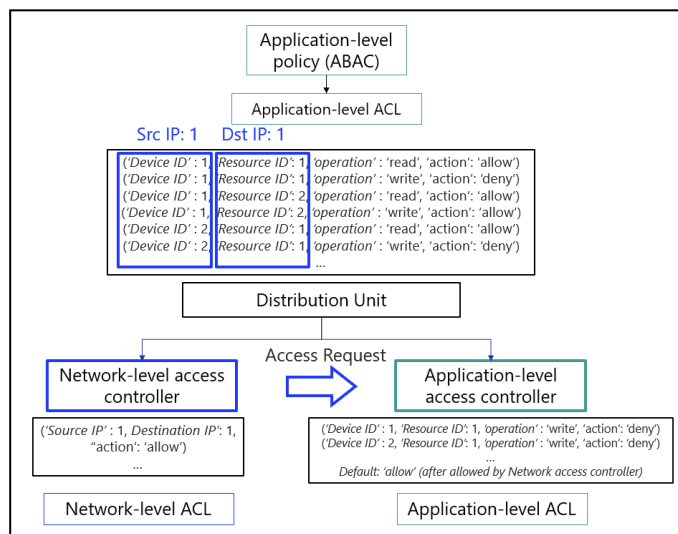 Application-level
policy (ABAC)
Application-level ACL
Src IP: 1 Dst IP: 1
('Device ID' : 1, 'Resource ID': 1, 'operation' : 'read', 'action': 'allow')
('Device ID' : 1, 'Resource ID': 1, 'operation' : 'write', 'action': 'deny')
('Device ID' : 1, 'Resource ID': 2, 'operation' : 'read', 'action': 'allow')
('Device ID' : 1, 'Resource ID': 2, 'operation' : 'write', 'action': 'allow')
('Device ID' : 2, 'Resource ID': 1, 'operation' : 'read', 'action': 'allow')
('Device ID' : 2, 'Resource ID': 1, 'operation' : 'write', 'action': 'deny')
...
Distribution Unit
Access Request
Network-level access
controller
Application-level
access controller
('Source IP' : 1, Destination IP': 1,
"action': 'allow')
...
('Device ID' : 1, 'Resource ID': 1, 'operation' : 'write', 'action': 'deny')
('Device ID' : 2, 'Resource ID': 1, 'operation' : 'write', 'action': 'deny')
...
Default: 'allow' (after allowed by Network access controller)
Network-level ACL
Application-level ACL